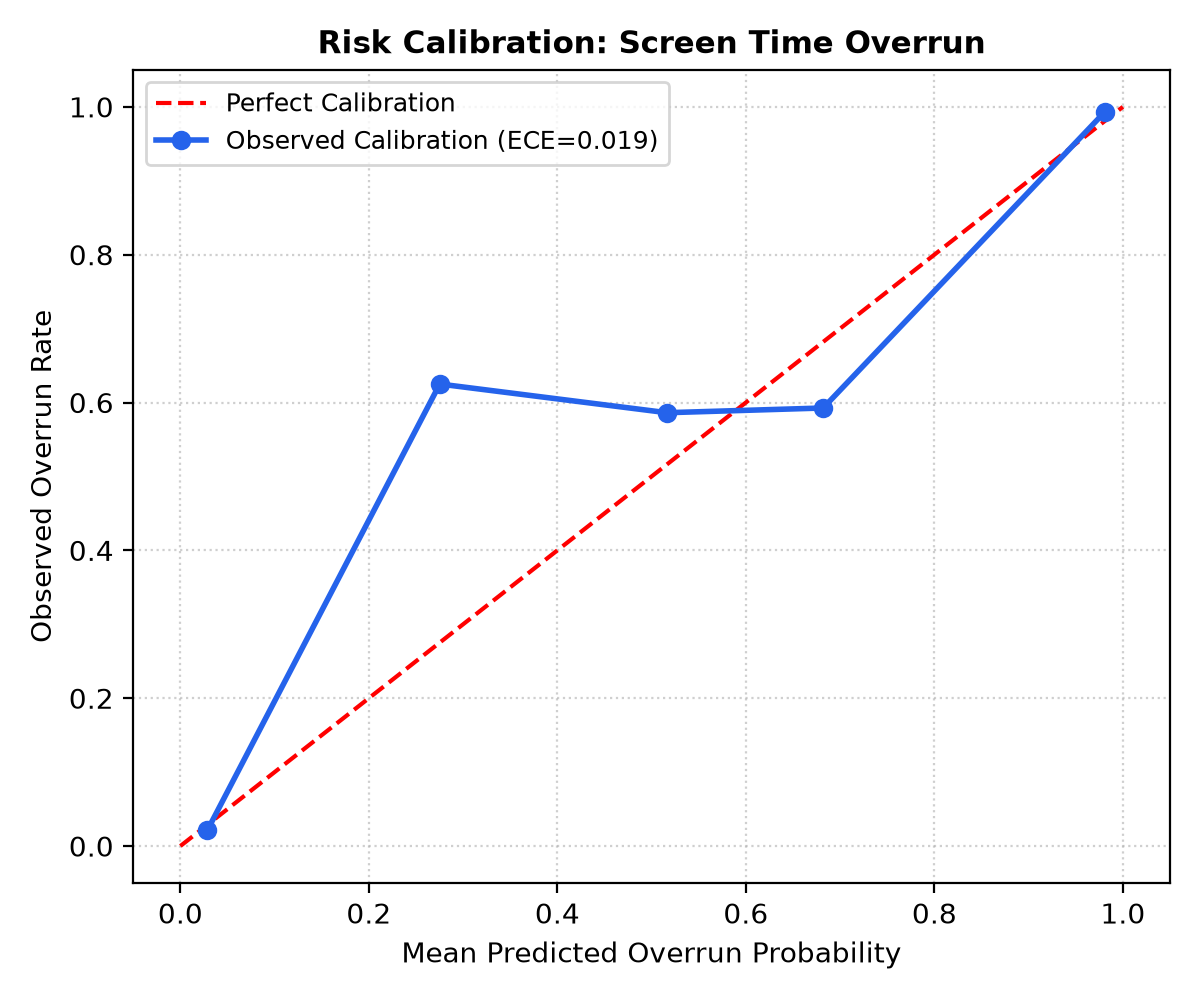 Risk Calibration: Screen Time Overrun
Perfect Calibration
Observed Calibration (ECE=0.019)
Observed Overrun Rate
1.0
0.8
0.6
0.4
0.2
0.0
0.0 0.2 0.4 0.6 0.8 1.0
Mean Predicted Overrun Probability